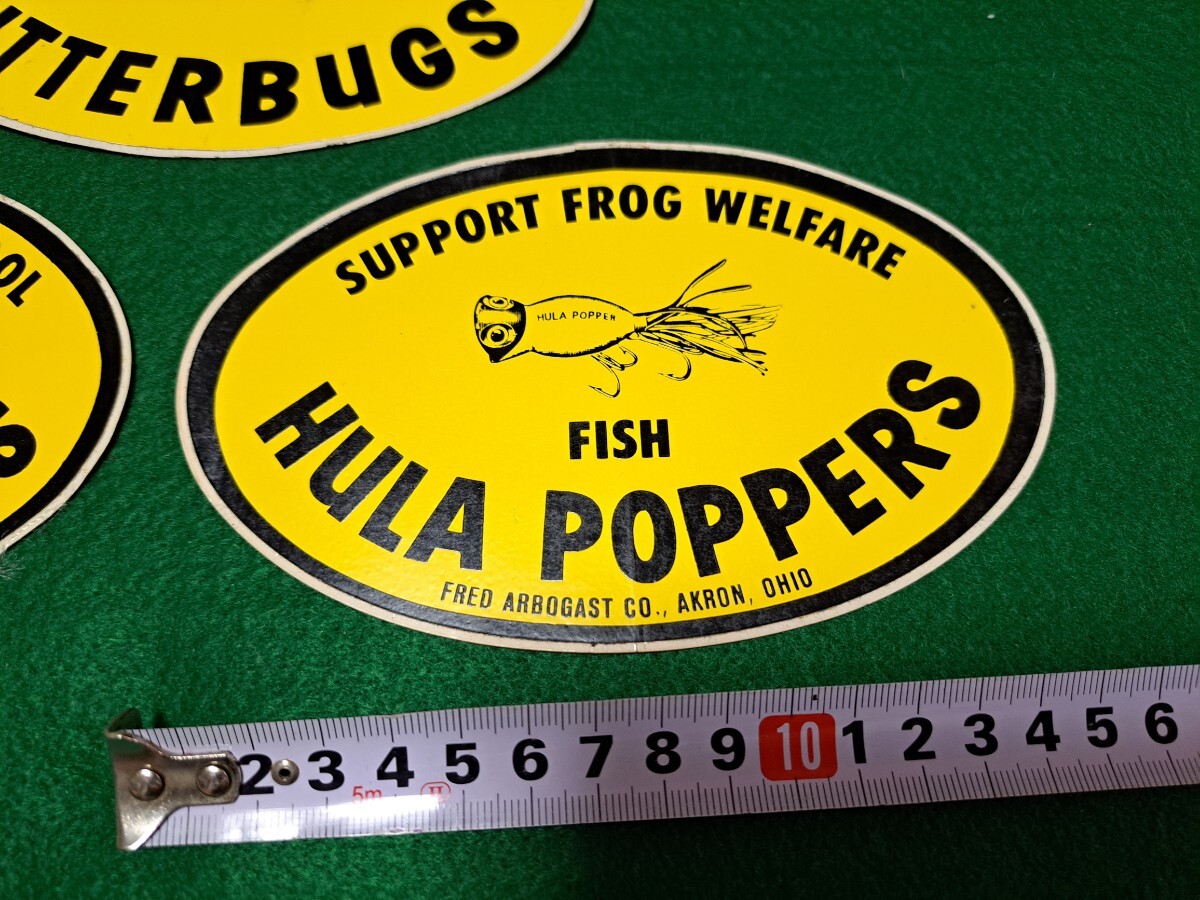 TTERBUGS
OL
SUPPORT FROG WELFARE
HULA POPPER
FISH
HULA POPPERS
FRED ARBOGAST CO., AKRON, OHIO
2 3 4 5 6 7 8 9 10 1 2 3 4 5 6
5m